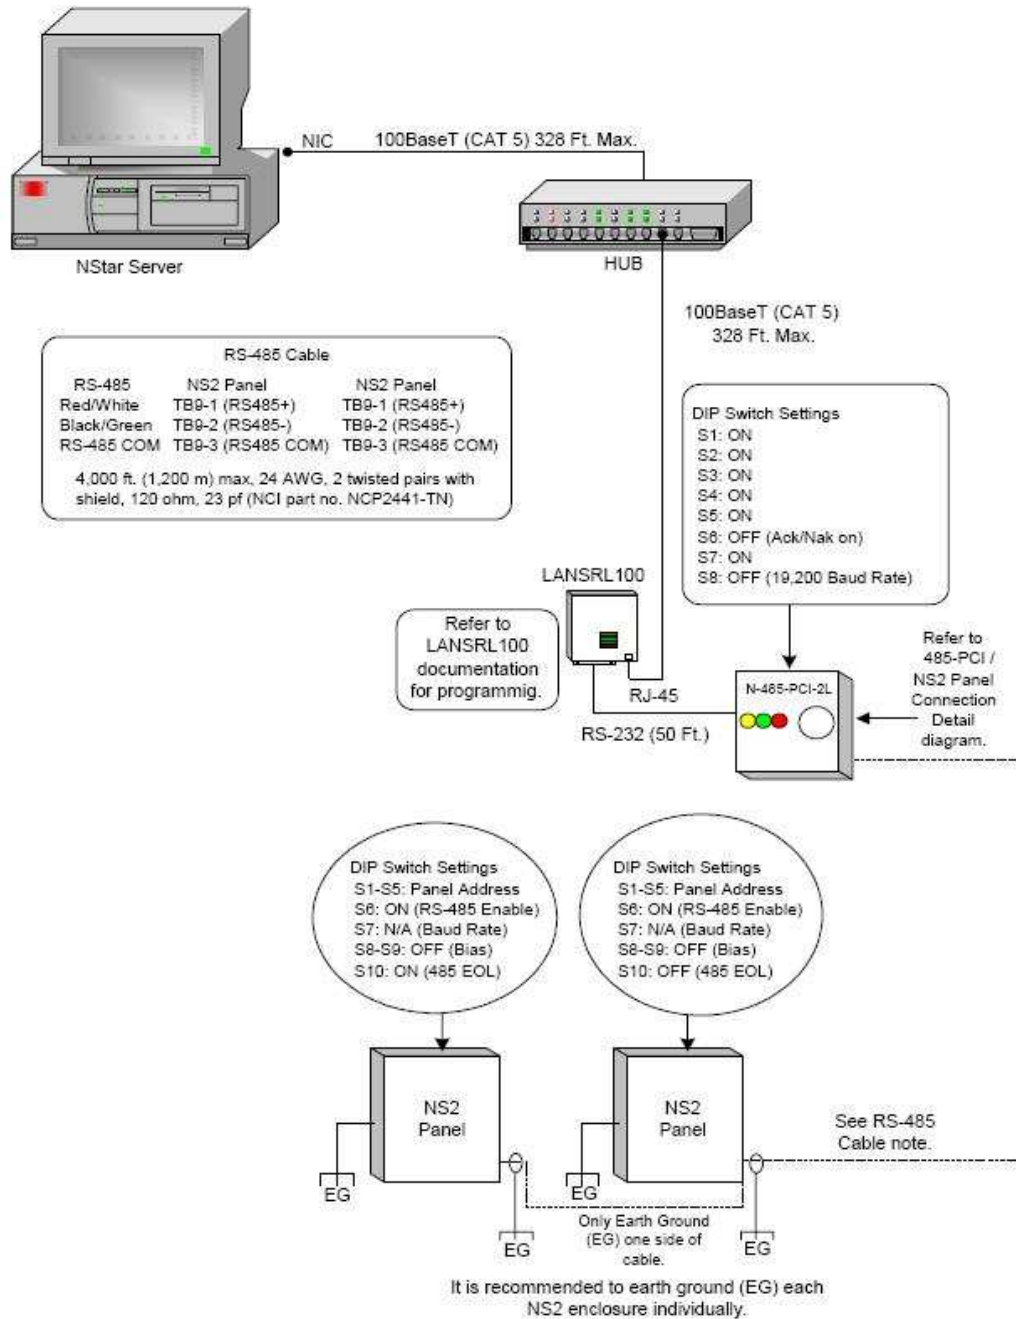 NIC
100BaseT (CAT 5) 328 Ft. Max.
NStar Server
HUB
100BaseT (CAT 5)
328 Ft. Max.
RS-485 Cable
RS-485 NS2 Panel NS2 Panel
Red/White TB9-1 (RS485+) TB9-1 (RS485+)
Black/Green TB9-2 (RS485-) TB9-2 (RS485-)
RS-485 COM TB9-3 (RS485 COM) TB9-3 (RS485 COM)
4,000 ft. (1,200 m) max, 24 AWG, 2 twisted pairs with
shield, 120 ohm, 23 pf (NCI part no. NCP2441-TN)
DIP Switch Settings
S1: ON
S2: ON
S3: ON
S4: ON
S5: ON
S6: OFF (Ack/Nak on)
S7: ON
S8: OFF (19,200 Baud Rate)
LANSRL100
Refer to
LANSRL100
documentation
for programmig.
RJ-45
RS-232 (50 Ft.)
N-485-PCI-2L
Refer to
485-PCI /
NS2 Panel
Connection
Detail
diagram.
DIP Switch Settings
S1-S5: Panel Address
S6: ON (RS-485 Enable)
S7: N/A (Baud Rate)
S8-S9: OFF (Bias)
S10: ON (485 EOL)
DIP Switch Settings
S1-S5: Panel Address
S6: ON (RS-485 Enable)
S7: N/A (Baud Rate)
S8-S9: OFF (Bias)
S10: OFF (485 EOL)
NS2
Panel
NS2
Panel
See RS-485
Cable note.
EG
EG
EG
EG
Only Earth Ground
(EG) one side of
cable.
It is recommended to earth ground (EG) each
NS2 enclosure individually.